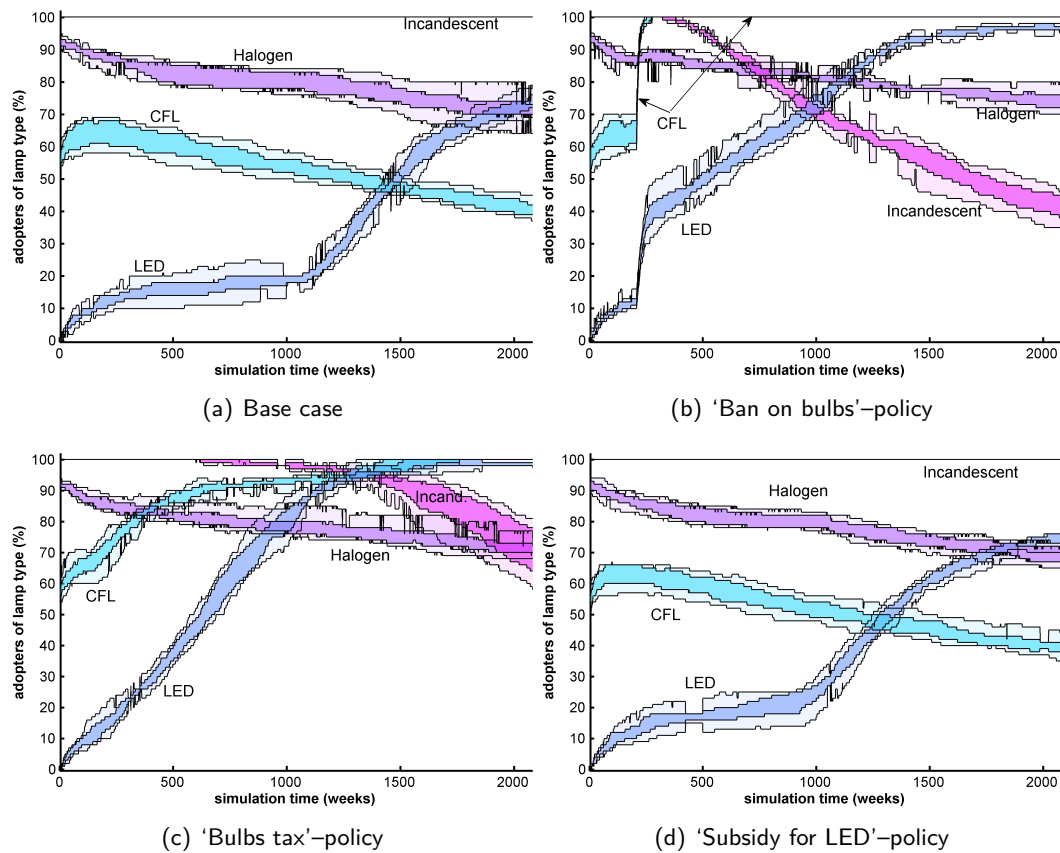 100
90
80
70
60
50
40
30
20
10
0
adopters of lamp type (%)
Incandescent
Halogen
CFL
LED
0 500 1000 1500 2000
simulation time (weeks)
(a) Base case
100
90
80
70
60
50
40
30
20
10
0
adopters of lamp type (%)
CFL
Halogen
Incandescent
LED
0 500 1000 1500 2000
simulation time (weeks)
(b) ‘Ban on bulbs’–policy
100
90
80
70
60
50
40
30
20
10
0
adopters of lamp type (%)
Incand
Halogen
CFL
LED
0 500 1000 1500 2000
simulation time (weeks)
(c) ‘Bulbs tax’–policy
100
90
80
70
60
50
40
30
20
10
0
adopters of lamp type (%)
Incandescent
Halogen
CFL
LED
0 500 1000 1500 2000
simulation time (weeks)
(d) ‘Subsidy for LED’–policy